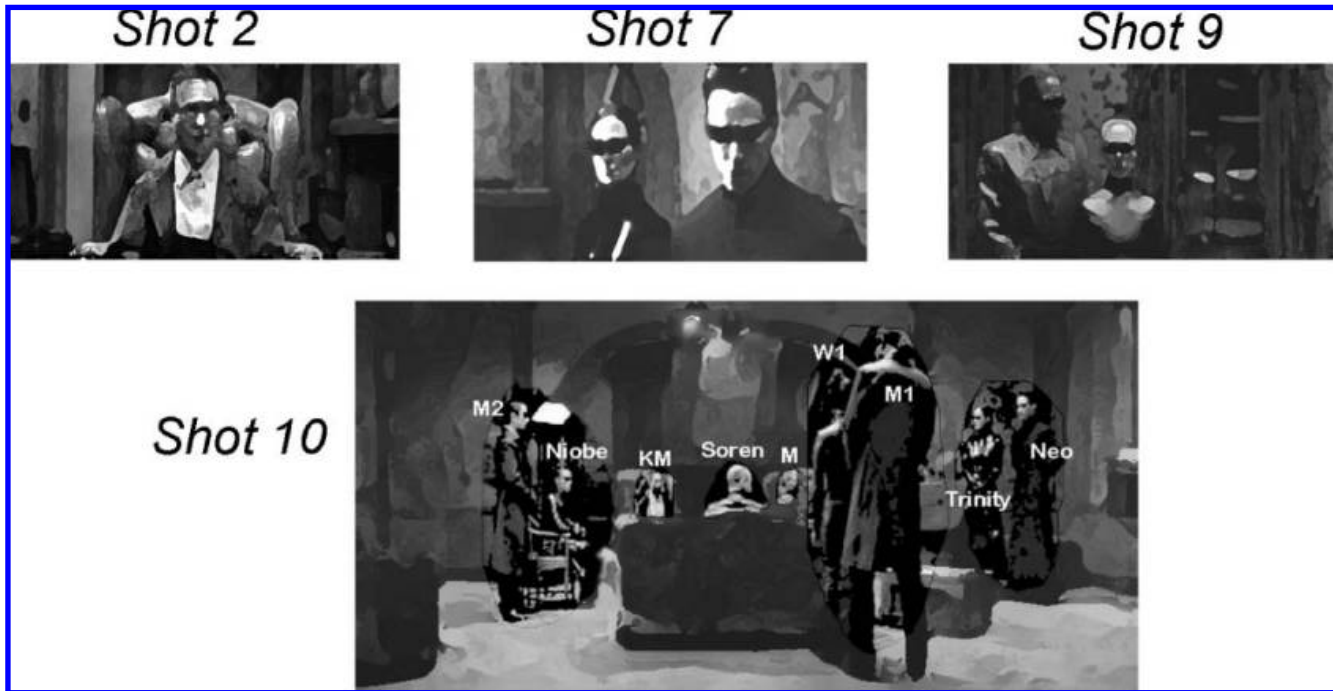 Shot 2
Shot 7
Shot 9
Shot 10
W1
M2
M1
Niobe
KM
Soren
M
Neo
Trinity